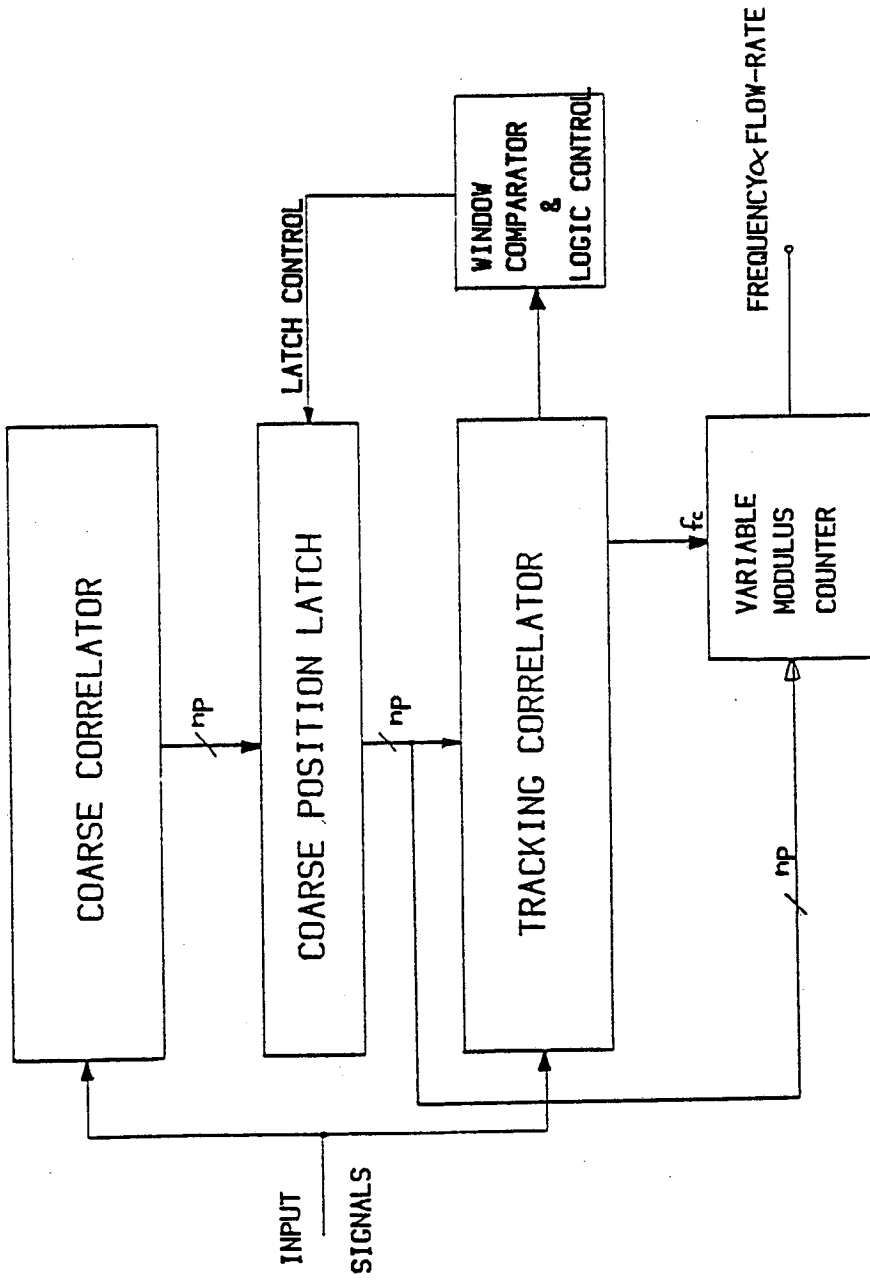 COARSE CORRELATOR
np
COARSE POSITION LATCH
LATCH CONTROL
np
TRACKING CORRELATOR
WINDOW
COMPARATOR
&
LOGIC CONTROL
INPUT
SIGNALS
fc
np
VARIABLE
MODULUS
COUNTER
FREQUENCY∝FLOW-RATE